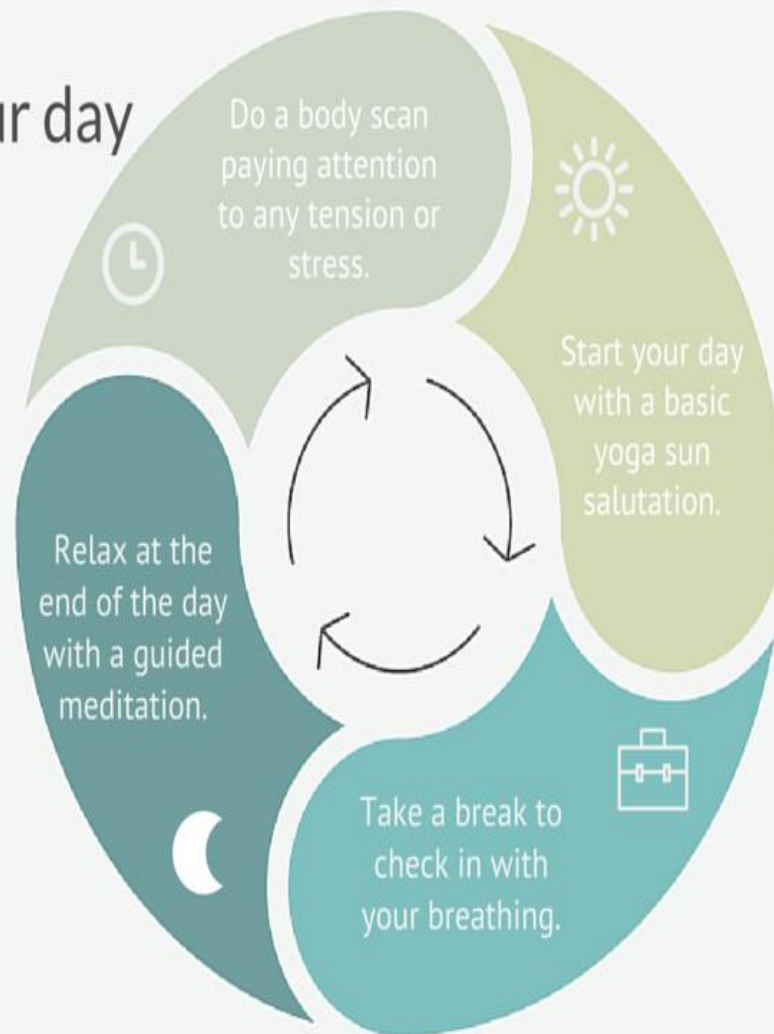 day
Do a body scan
paying attention
to any tension or
stress.
Start your day
with a basic
yoga sun
salutation.
Take a break to
check in with
your breathing.
Relax at the
end of the day
with a guided
meditation.